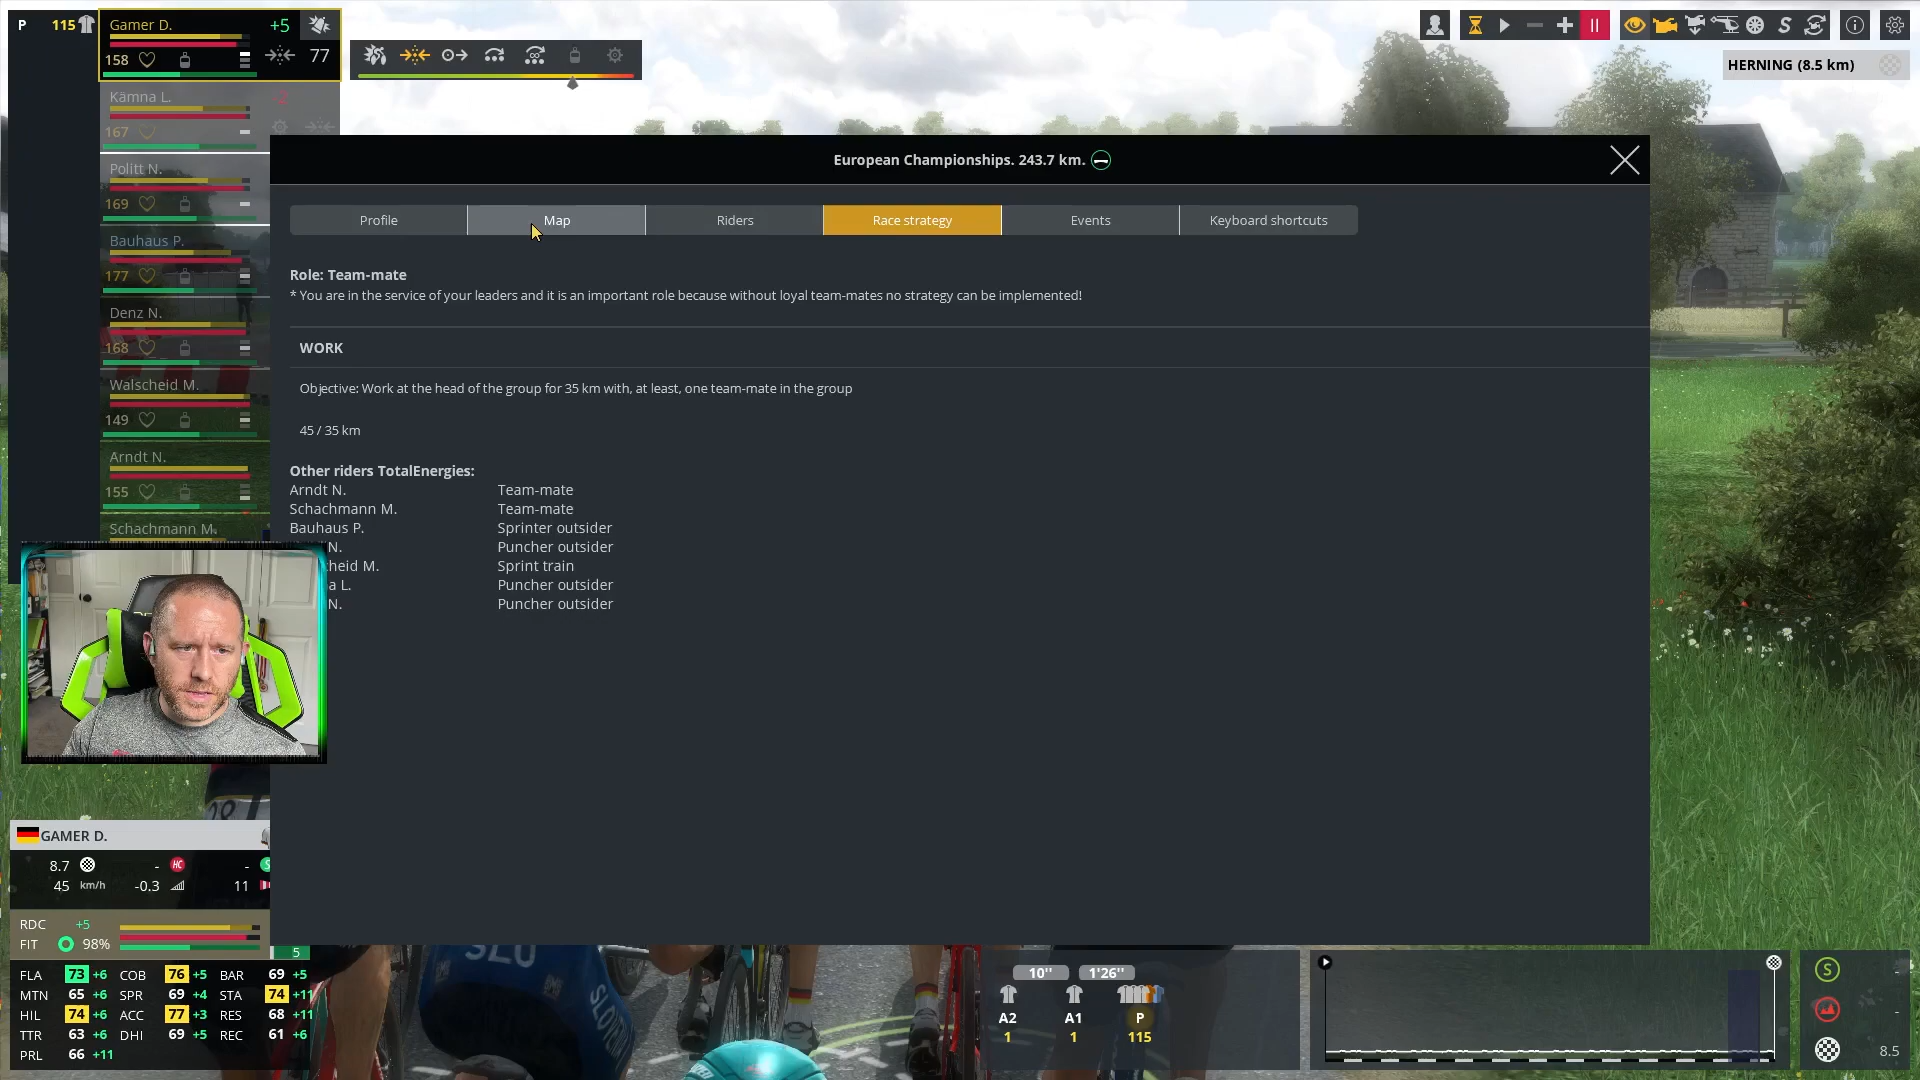 P 115 Gamer D. +5
158 77
Kämna L. -2
167
Politt N.
169
Bauhaus P.
177
Denz N.
168
Walscheid M.
149
Arndt N.
155
Schachmann M.
HERNING (8.5 km)
European Championships. 243.7 km.
Profile Map Riders Race strategy Events Keyboard shortcuts
Role: Team-mate
* You are in the service of your leaders and it is an important role because without loyal team-mates no strategy can be implemented!
WORK
Objective: Work at the head of the group for 35 km with, at least, one team-mate in the group
45 / 35 km
Other riders TotalEnergies:
Arndt N. Team-mate
Schachmann M. Team-mate
Bauhaus P. Sprinter outsider
N. Puncher outsider
cheid M. Sprint train
a L. Puncher outsider
N. Puncher outsider
GAMER D.
8.7 - HC - S
45 km/h -0.3 11
RDC +5
FIT 98%
5
FLA 73 +6 COB 76 +5 BAR 69 +5
MTN 65 +6 SPR 69 +4 STA 74 +11
HIL 74 +6 ACC 77 +3 RES 68 +11
TTR 63 +6 DHI 69 +5 REC 61 +6
PRL 66 +11
SLO
SLOVENI
10'' 1'26''
A2 A1 P
1 1 115
S -
-
8.5